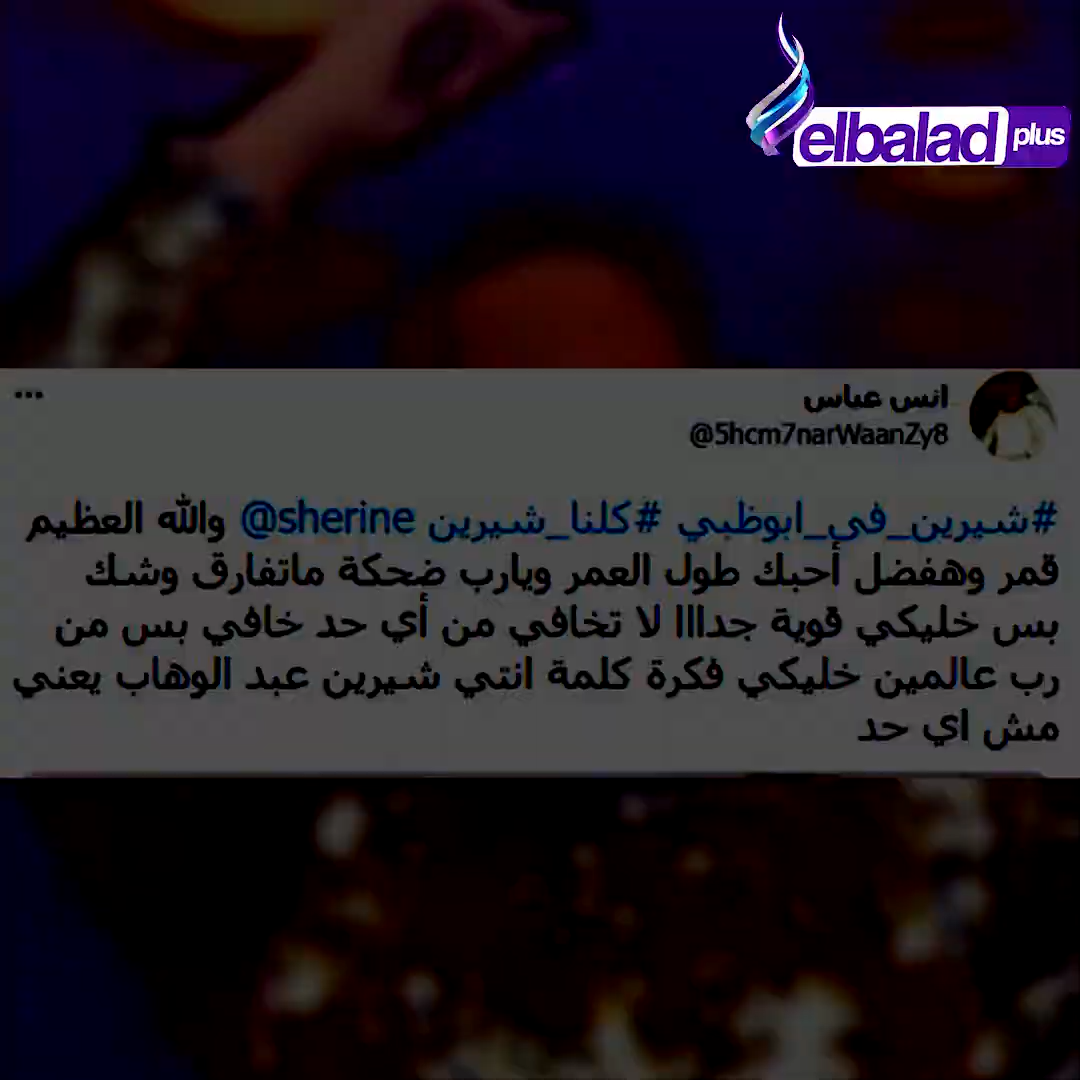 elbalad plus
انس عباس
@5hcm7narWaanZy8
#شيرين_في_ابوظبي #كلنا_شيرين @sherine والله العظيم
قمر وهفضل أحبك طول العمر ويارب ضحكة ماتفارق وشك
بس خليكي قوية جدااا لا تخافي من أي حد خافي بس من
رب عالمين خليكي فكرة كلمة انتي شيرين عبد الوهاب يعني
مش اي حد